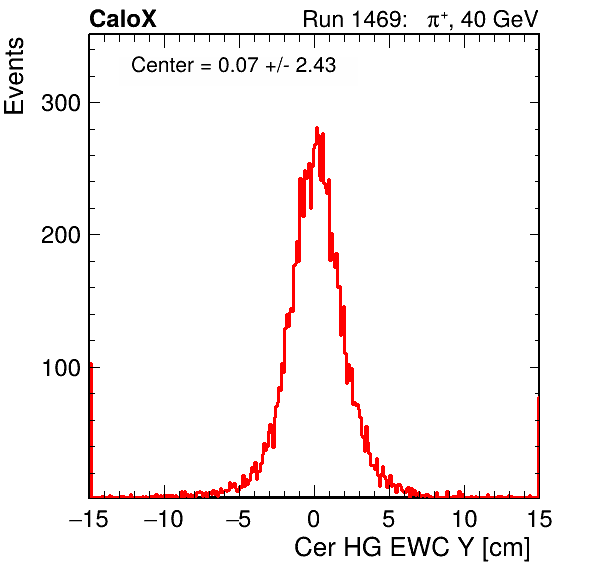 CaloX Run 1469: π⁺, 40 GeV
Center = 0.07 +/- 2.43
Events
300
200
100
−15 −10 −5 0 5 10 15
Cer HG EWC Y [cm]